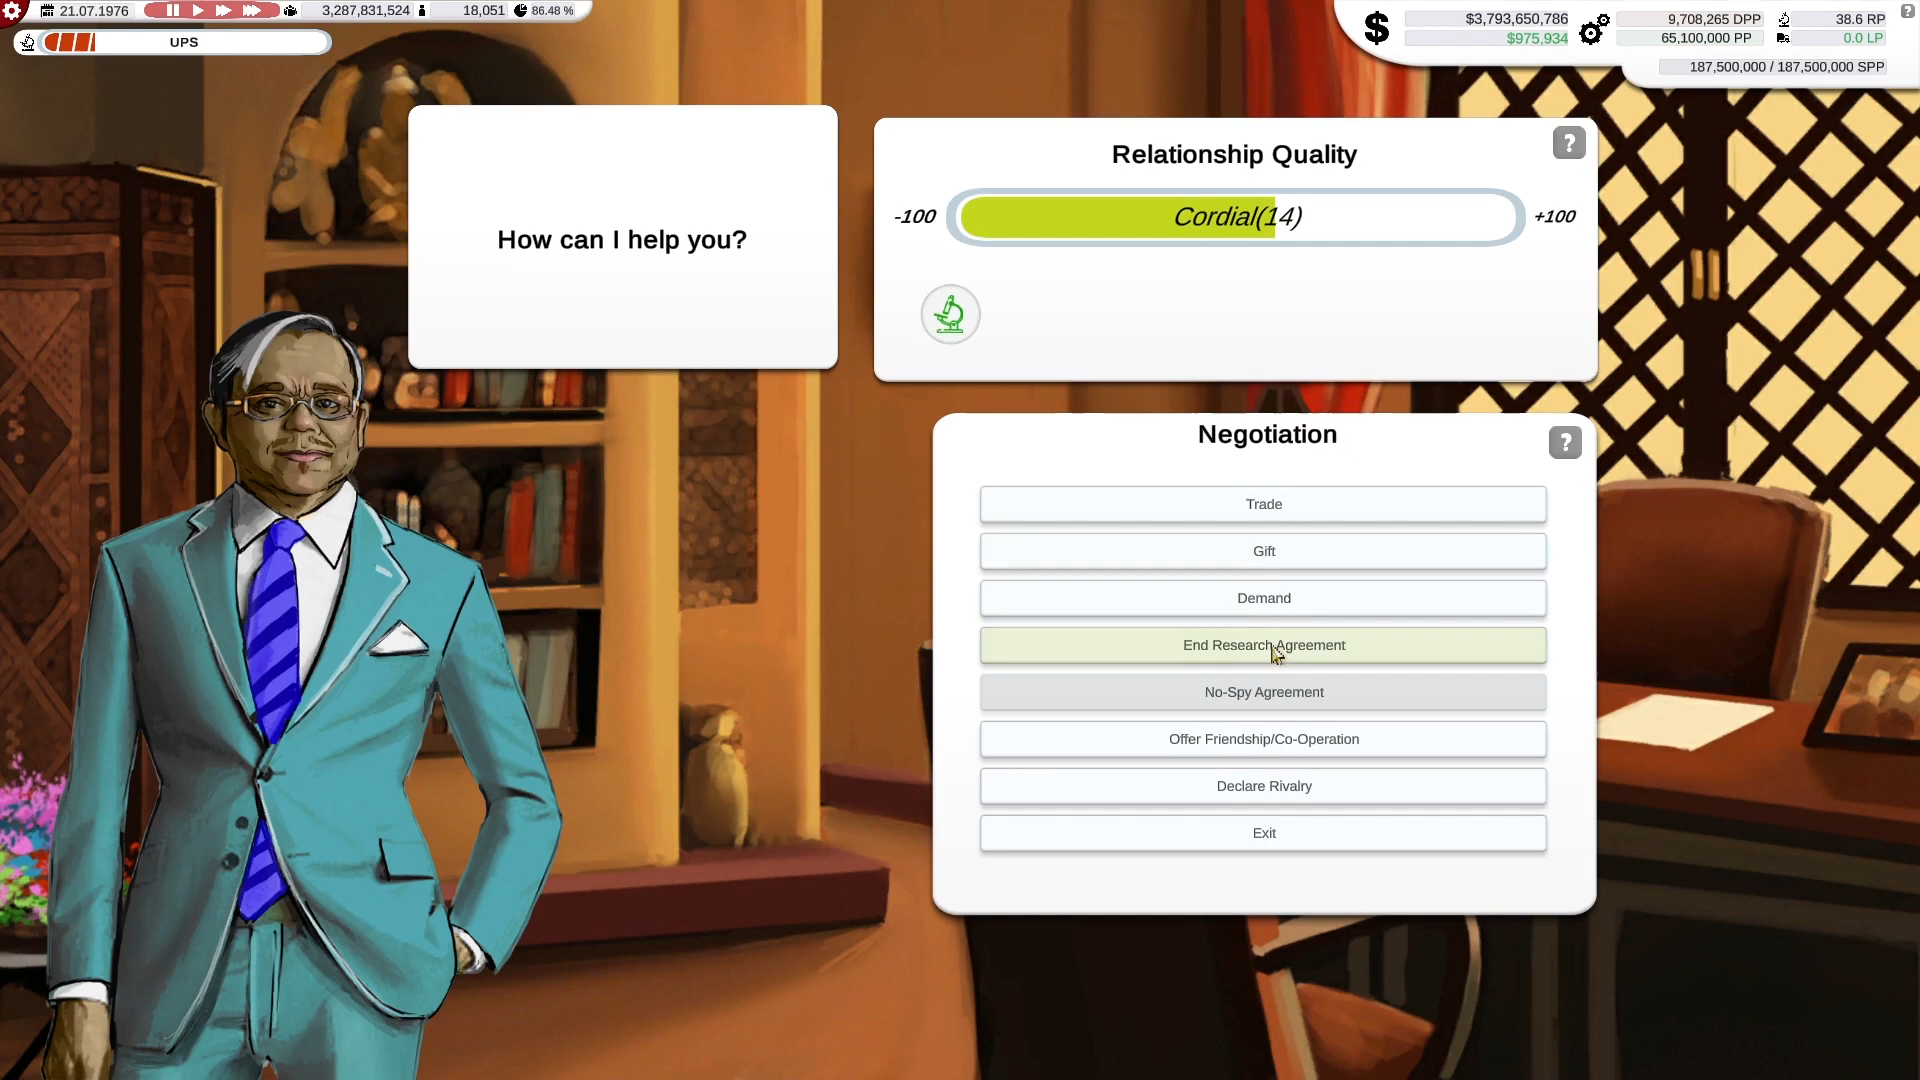 21.07.1976
3,287,831,524
18,051
86.48 %
UPS
$3,793,650,786
$975,934
9,708,265 DPP
65,100,000 PP
38.6 RP
0.0 LP
187,500,000 / 187,500,000 SPP
?
How can I help you?
Relationship Quality
?
-100
Cordial(14)
+100
Negotiation
?
Trade
Gift
Demand
End Research Agreement
No-Spy Agreement
Offer Friendship/Co-Operation
Declare Rivalry
Exit